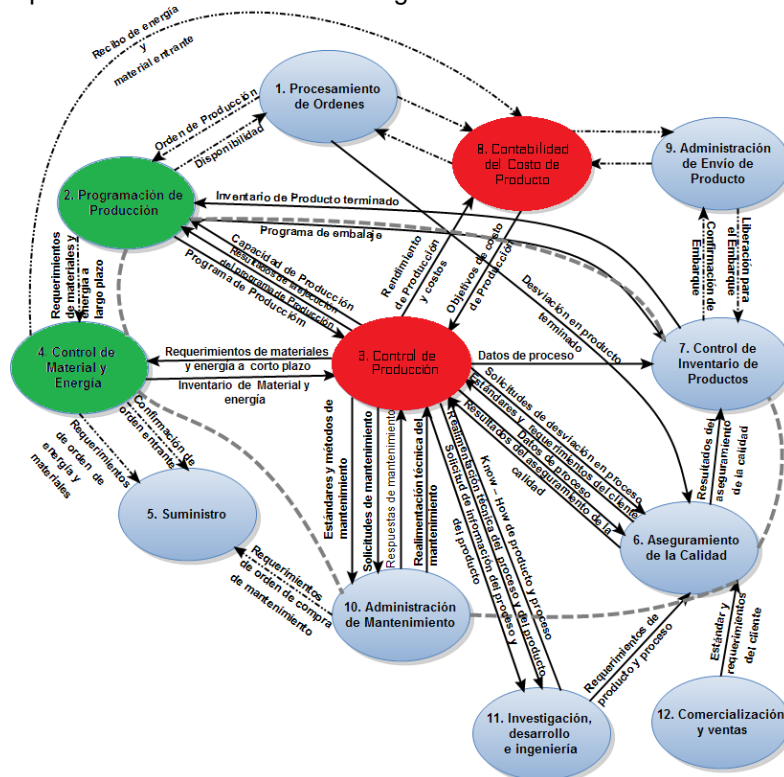 Recibo de energía
y
material entrante
1. Procesamiento
de Ordenes
Orden de Producción
Disponibilidad
8. Contabilidad
del Costo de
Producto
9. Administración
de Envío de
Producto
2. Programación de
Producción
Inventario de Producto terminado
Programa de embalaje
Requerimientos
de materiales y
energía a
largo plazo
Capacidad de Producción
Resultados de la ejecución
del programa de Producción
Programa de Producción
Rendimiento
de Producción
y costos
Objetivos de costo
de Producción
Desviación en producto
terminado
Confirmación de
Embarque
Liberación para
el Embarque
4. Control de
Material y
Energía
Requerimientos de materiales
y energía a corto plazo
Inventario de Material y
energía
3. Control de
Producción
Datos de proceso
7. Control de
Inventario de
Productos
Requerimientos
de orden de
energía y
materiales
Confirmación de
orden entrante
5. Suministro
Estándares y métodos de
mantenimiento
Solicitudes de mantenimiento
Respuestas de mantenimiento
Realimentación técnica del
mantenimiento
Solicitudes de desviación en proceso
Estándares y requerimientos del cliente
Datos de proceso
Resultados del aseguramiento de la
calidad
Resultados del
aseguramiento
de la calidad
6. Aseguramiento
de la Calidad
Know – How de producto y proceso
Realimentación técnica del proceso y del producto
Solicitud de información del proceso y
del producto
Requerimientos
de orden de compra
de mantenimiento
10. Administración
de Mantenimiento
Requerimientos de
producto y proceso
Estándar y
requerimientos
del cliente
11. Investigación,
desarrollo
e ingeniería
12. Comercialización
y ventas